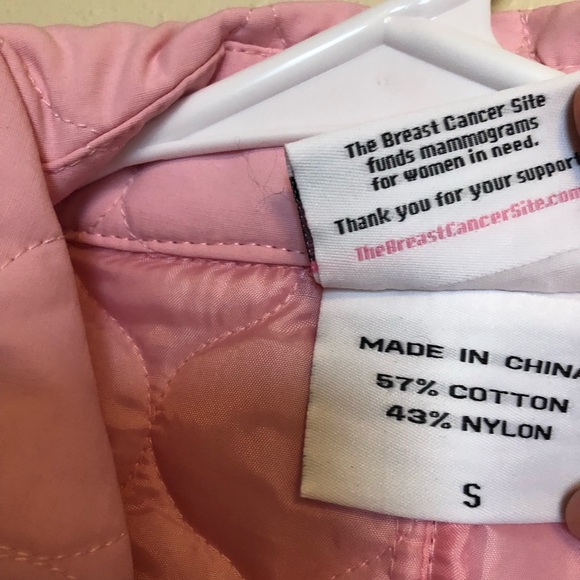 The Breast Cancer Site
funds mammograms
for women in need.
Thank you for your support
TheBreastCancerSite.com
MADE IN CHINA
57% COTTON
43% NYLON
S